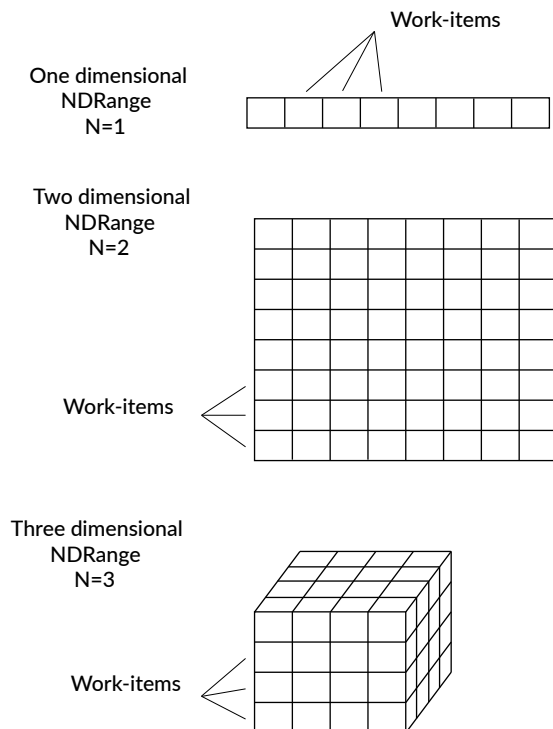 Work-items
One dimensional
NDRange
N=1
Two dimensional
NDRange
N=2
Work-items
Three dimensional
NDRange
N=3
Work-items